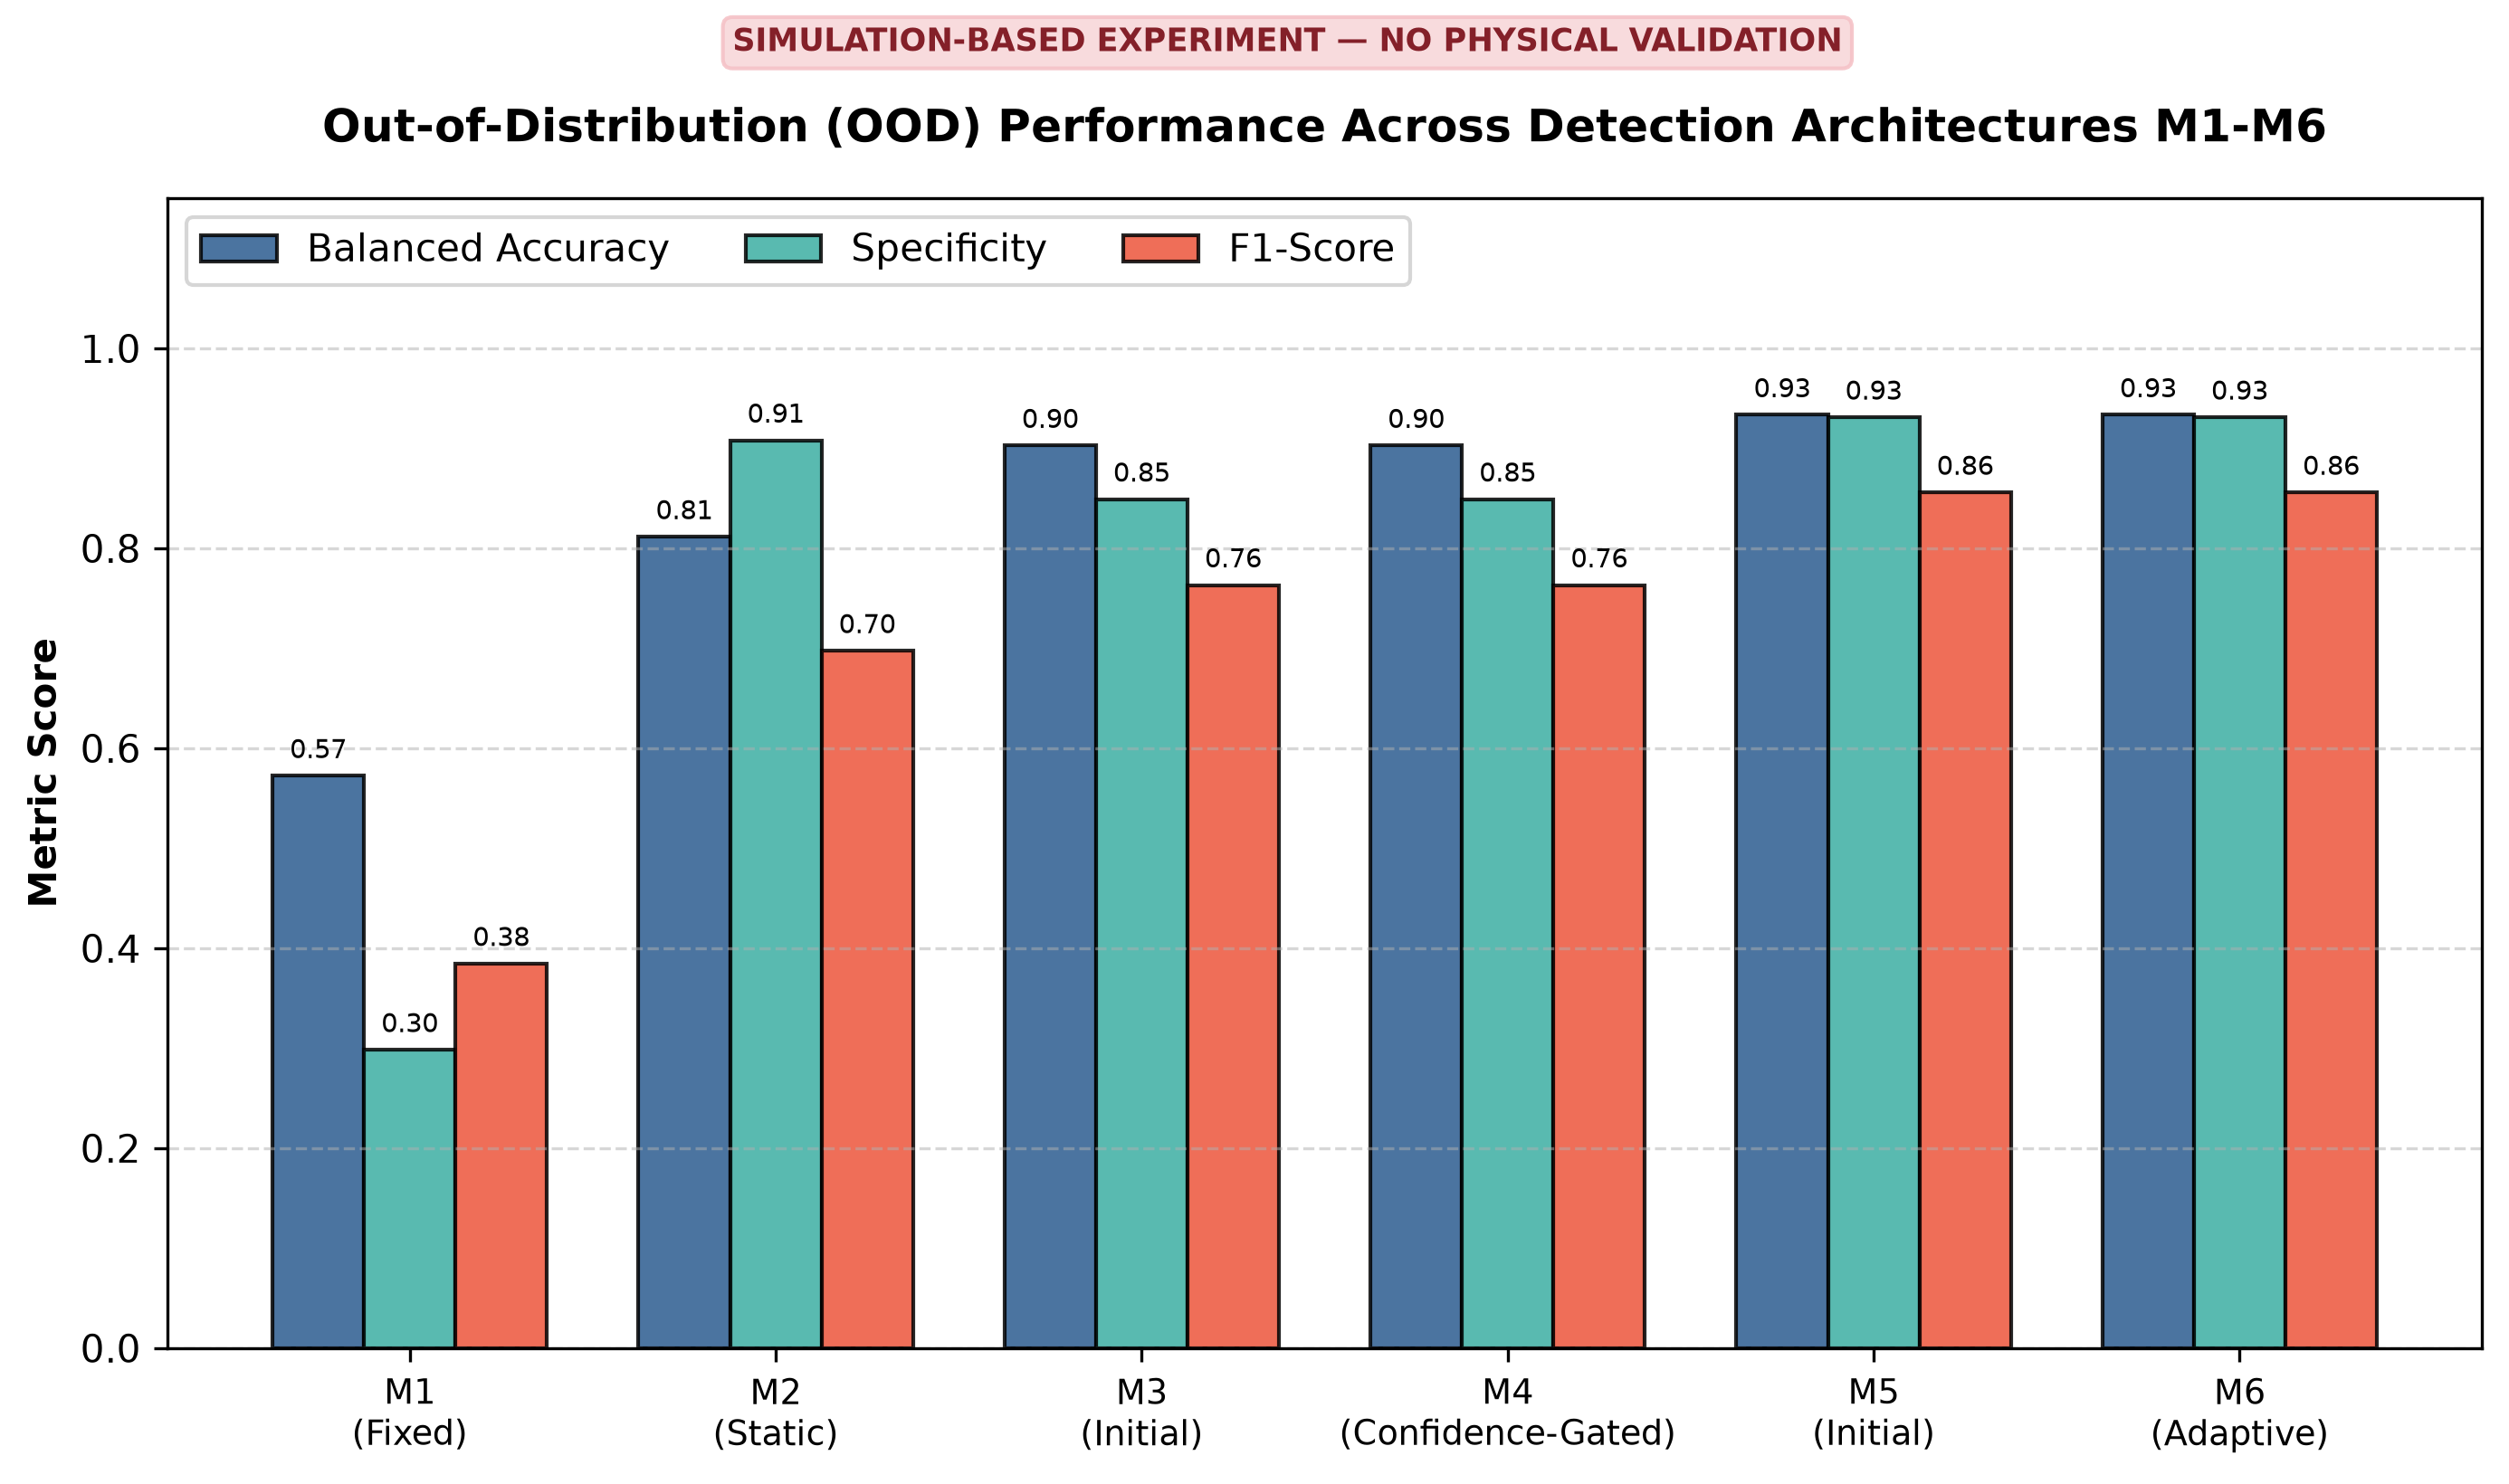 SIMULATION-BASED EXPERIMENT — NO PHYSICAL VALIDATION
Out-of-Distribution (OOD) Performance Across Detection Architectures M1-M6
Balanced Accuracy Specificity F1-Score
Metric Score
1.0
0.8
0.6
0.4
0.2
0.0
0.57 0.30 0.38
0.81 0.91 0.70
0.90 0.85 0.76
0.90 0.85 0.76
0.93 0.93 0.86
0.93 0.93 0.86
M1
(Fixed)
M2
(Static)
M3
(Initial)
M4
(Confidence-Gated)
M5
(Initial)
M6
(Adaptive)